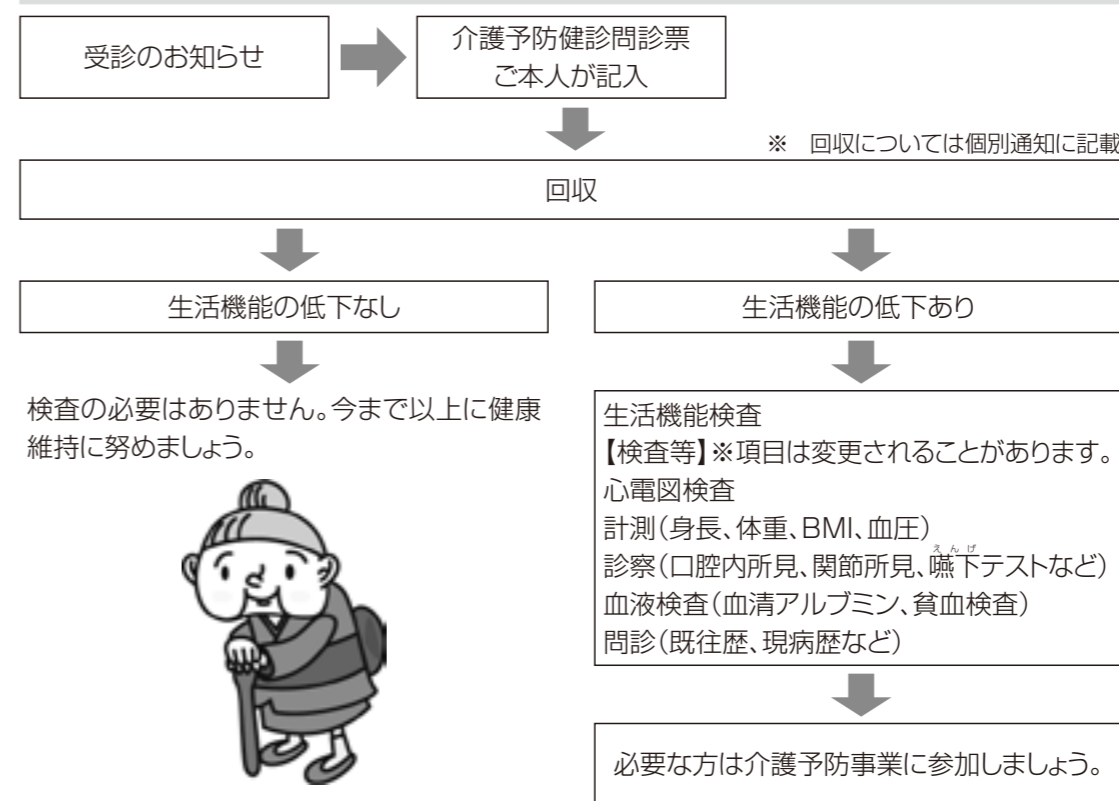 受診のお知らせ
介護予防健診問診票
ご本人が記入
※ 回収については個別通知に記載
回収
生活機能の低下なし
生活機能の低下あり
検査の必要はありません。今まで以上に健康
維持に努めましょう。
生活機能検査
【検査等】※項目は変更されることがあります。
心電図検査
計測(身長、体重、BMI、血圧)
えんげ
診察(口腔内所見、関節所見、嚥下テストなど)
血液検査(血清アルブミン、貧血検査)
問診(既往歴、現病歴など)
必要な方は介護予防事業に参加しましょう。